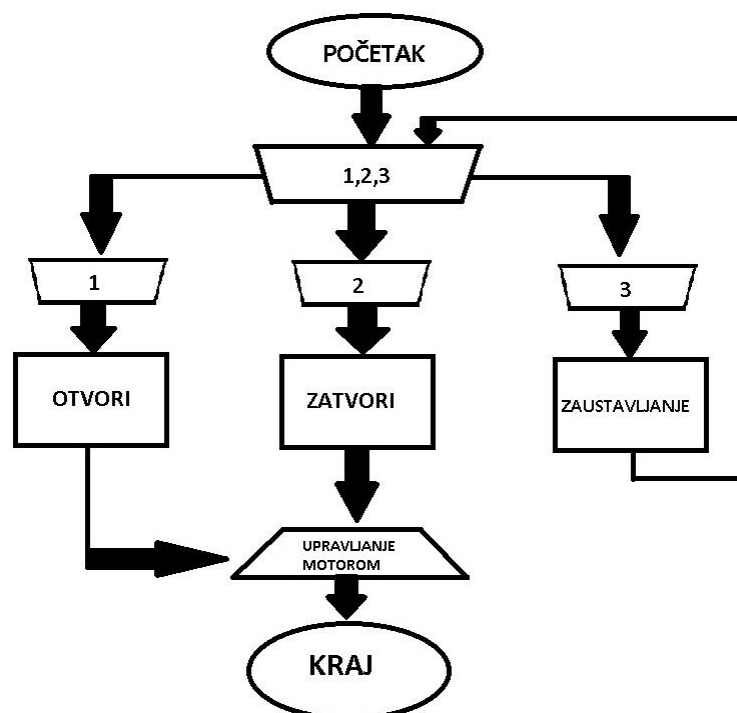 POČETAK
1,2,3
1
2
3
OTVORI
ZATVORI
ZAUSTAVLJANJE
UPRAVLJANJE
MOTOROM
KRAJ